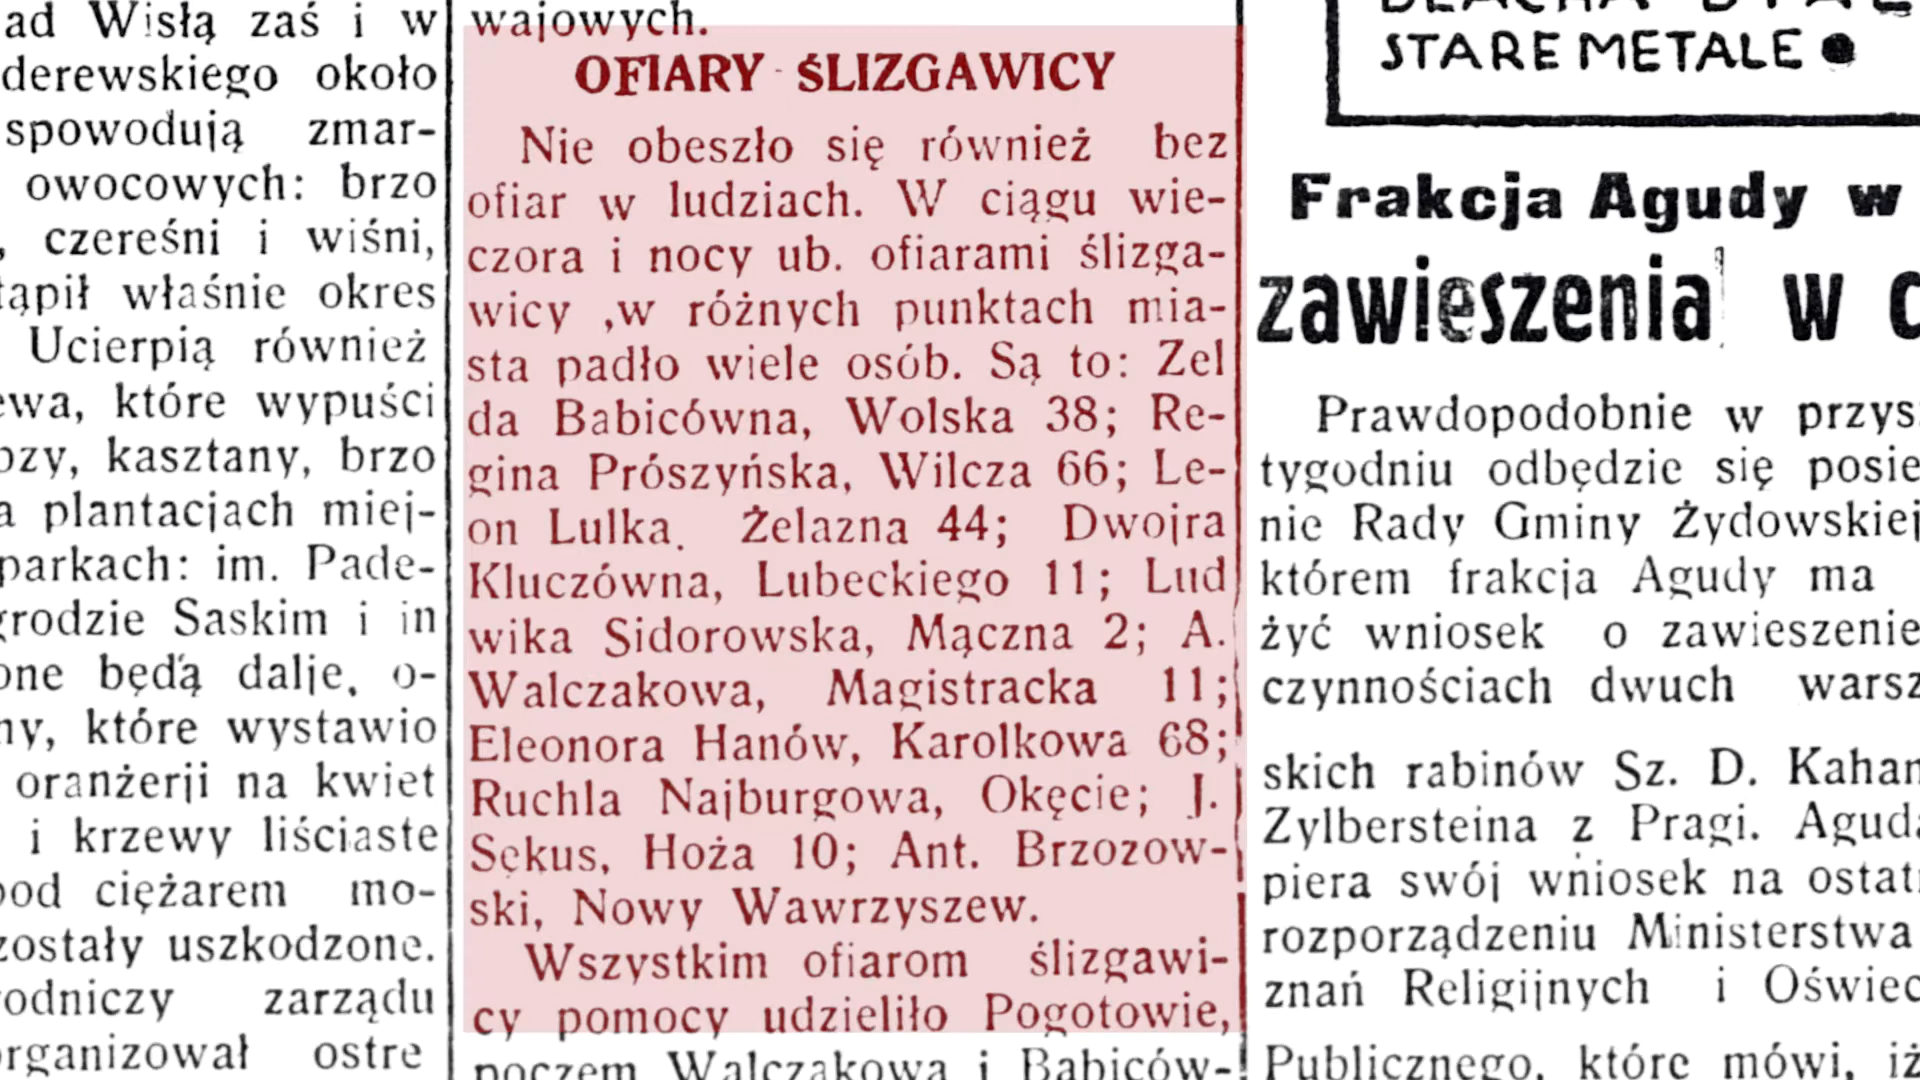 ad Wisłą zaś i w
derewskiego około
spowodują zmar-
owocowych: brzo
, czereśni i wiśni,
tąpił właśnie okres
Ucierpią również
ewa, które wypuści
bzy, kasztany, brzo
a plantacjach miej-
parkach: im. Pade-
grodzie Saskim i in
one będą dalje, o-
ny, które wystawio
oranżerji na kwiet
i krzewy liściaste
pod ciężarem mo-
zostały uszkodzone.
rodniczy zarządu
organizował ostre
wajowych.
OFIARY ŚLIZGAWICY
Nie obeszło się również bez
ofiar w ludziach. W ciągu wie-
czora i nocy ub. ofiarami ślizga-
wicy ,w różnych punktach mia-
sta padło wiele osób. Są to: Zel
da Babicówna, Wolska 38; Re-
gina Prószyńska, Wilcza 66; Le-
on Lulka. Żelazna 44; Dwojra
Kluczówna, Lubeckiego 11; Lud
wika Sidorowska, Mączna 2; A.
Walczakowa, Magistracka 11;
Eleonora Hanów, Karolkowa 68;
Ruchla Najburgowa, Okęcie; J.
Sękus, Hoża 10; Ant. Brzozow-
ski, Nowy Wawrzyszew.
Wszystkim ofiarom ślizgawi-
cy pomocy udzieliło Pogotowie,
poczem Walczakowa i Babiców-
STARE METALE ●
Frakcja Agudy w
zawieszenia w c
Prawdopodobnie w przys
tygodniu odbędzie się posie
nie Rady Gminy Żydowskiej
którem frakcja Agudy ma
żyć wniosek o zawieszenie
czynnościach dwuch warsz
skich rabinów Sz. D. Kahan
Zylbersteina z Pragi. Aguda
piera swój wniosek na ostat
rozporządzeniu Ministerstwa
znań Religijnych i Oświec
Publicznego, które mówi, iż